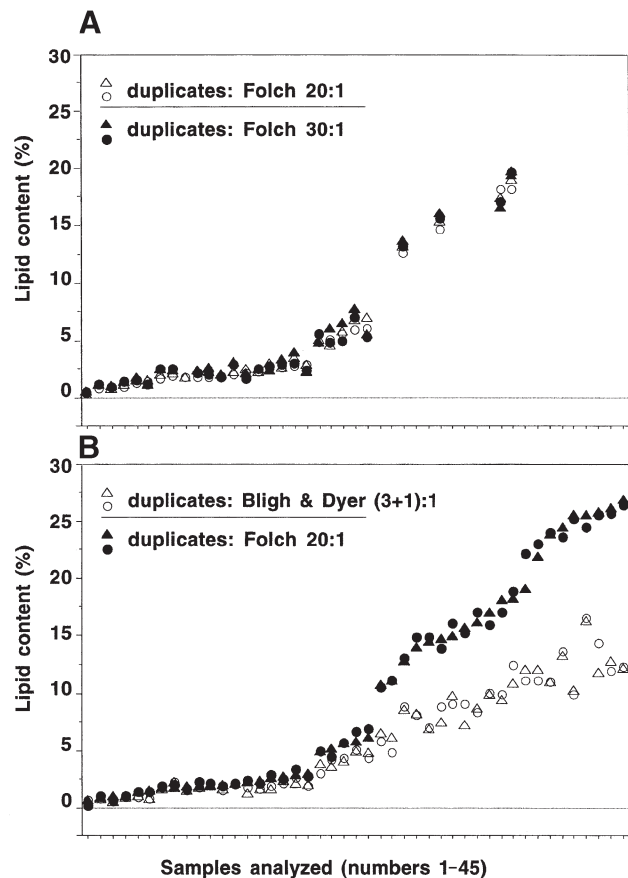 A
30
25
20
15
10
5
0
Lipid content (%)
duplicates: Folch 20:1
duplicates: Folch 30:1
B
30
25
20
15
10
5
0
Lipid content (%)
duplicates: Bligh & Dyer (3+1):1
duplicates: Folch 20:1
Samples analyzed (numbers 1–45)